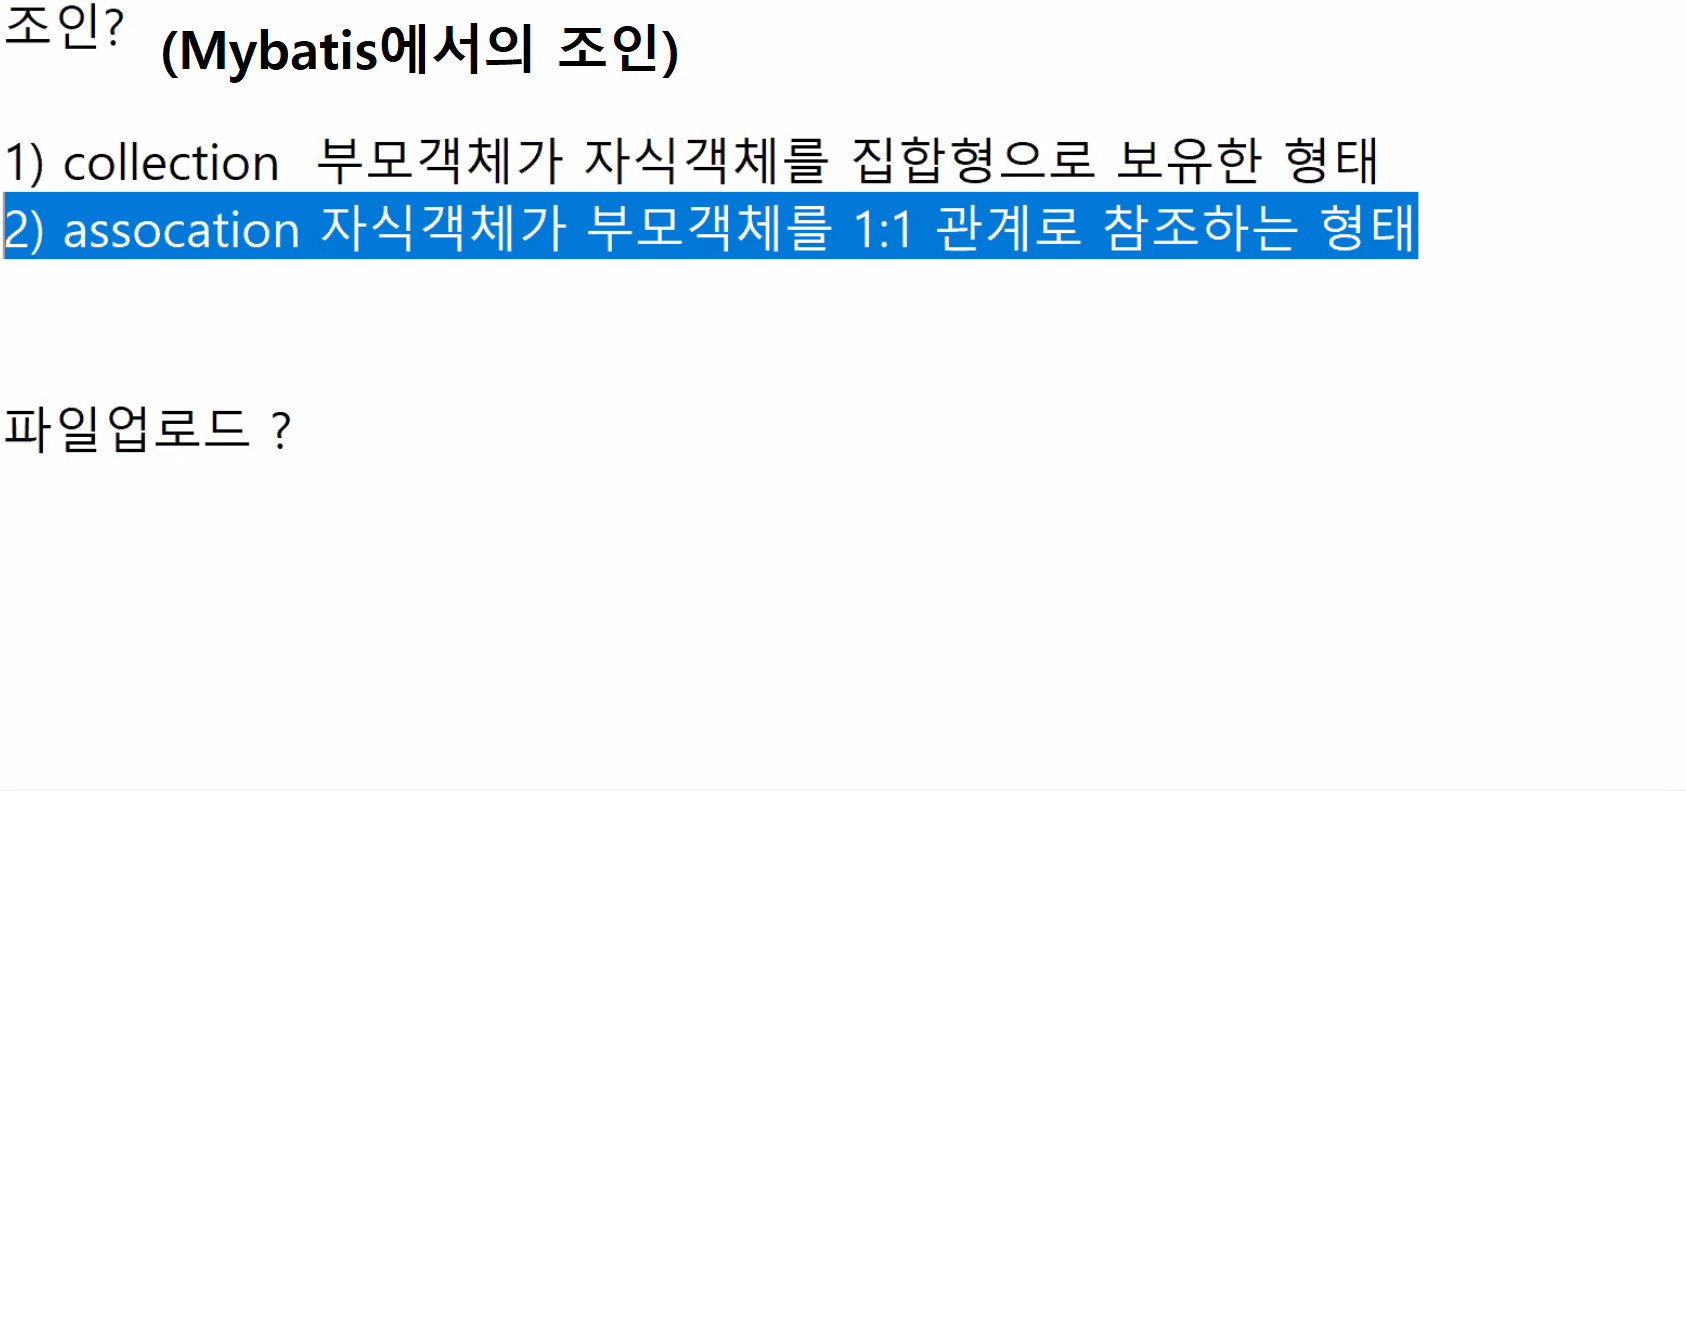 조인?
(Mybatis에서의 조인)
1) collection 부모객체가 자식객체를 집합형으로 보유한 형태
2) assocation 자식객체가 부모객체를 1:1 관계로 참조하는 형태
파일업로드 ?